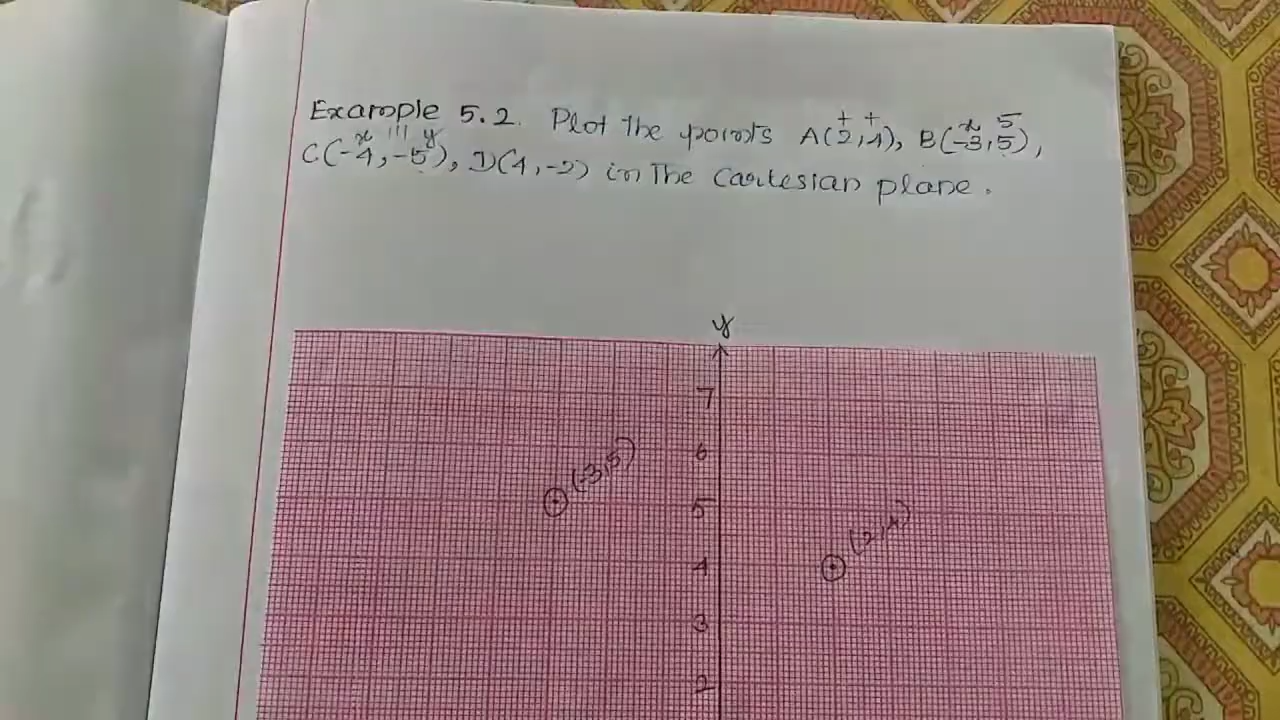 Example 5.2. Plot the points A(2,4), B(-3,5),
C(-4,-5), D(4,-2) in the cartesian plane.
y
7
6
(-3,5)
5
(2,4)
4
3
2